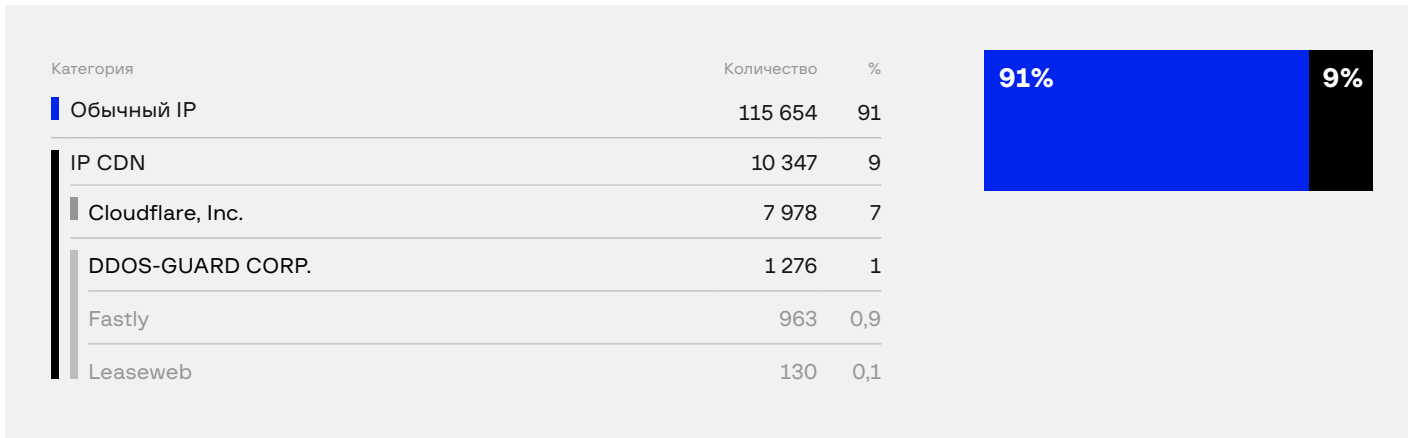 Категория Количество %
Обычный IP 115 654 91
IP CDN 10 347 9
Cloudflare, Inc. 7 978 7
DDOS-GUARD CORP. 1 276 1
Fastly 963 0,9
Leaseweb 130 0,1
91% 9%